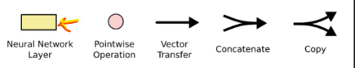 Neural Network
Layer
Pointwise
Operation
Vector
Transfer
Concatenate
Copy